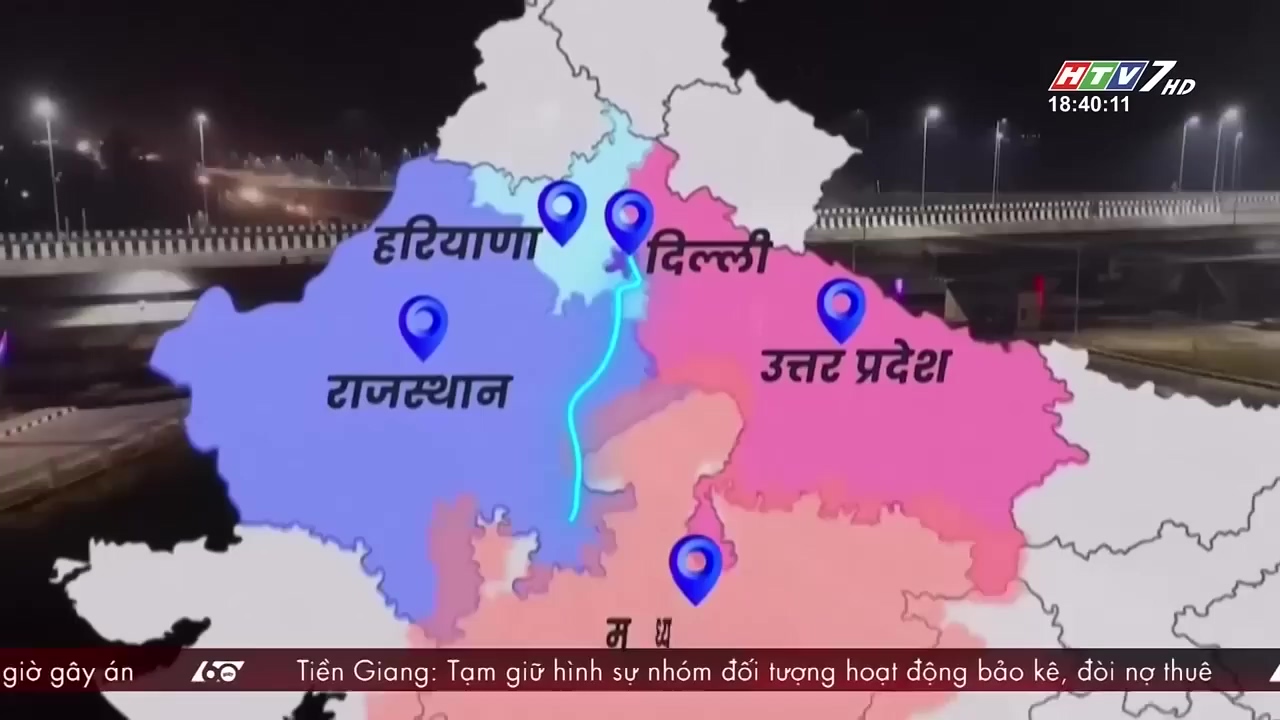 HTV7 HD
18:40:11
हरियाणा
दिल्ली
राजस्थान
उत्तर प्रदेश
म ध्य
giờ gây án
60
Tiền Giang: Tạm giữ hình sự nhóm đối tượng hoạt động bảo kê, đòi nợ thuê